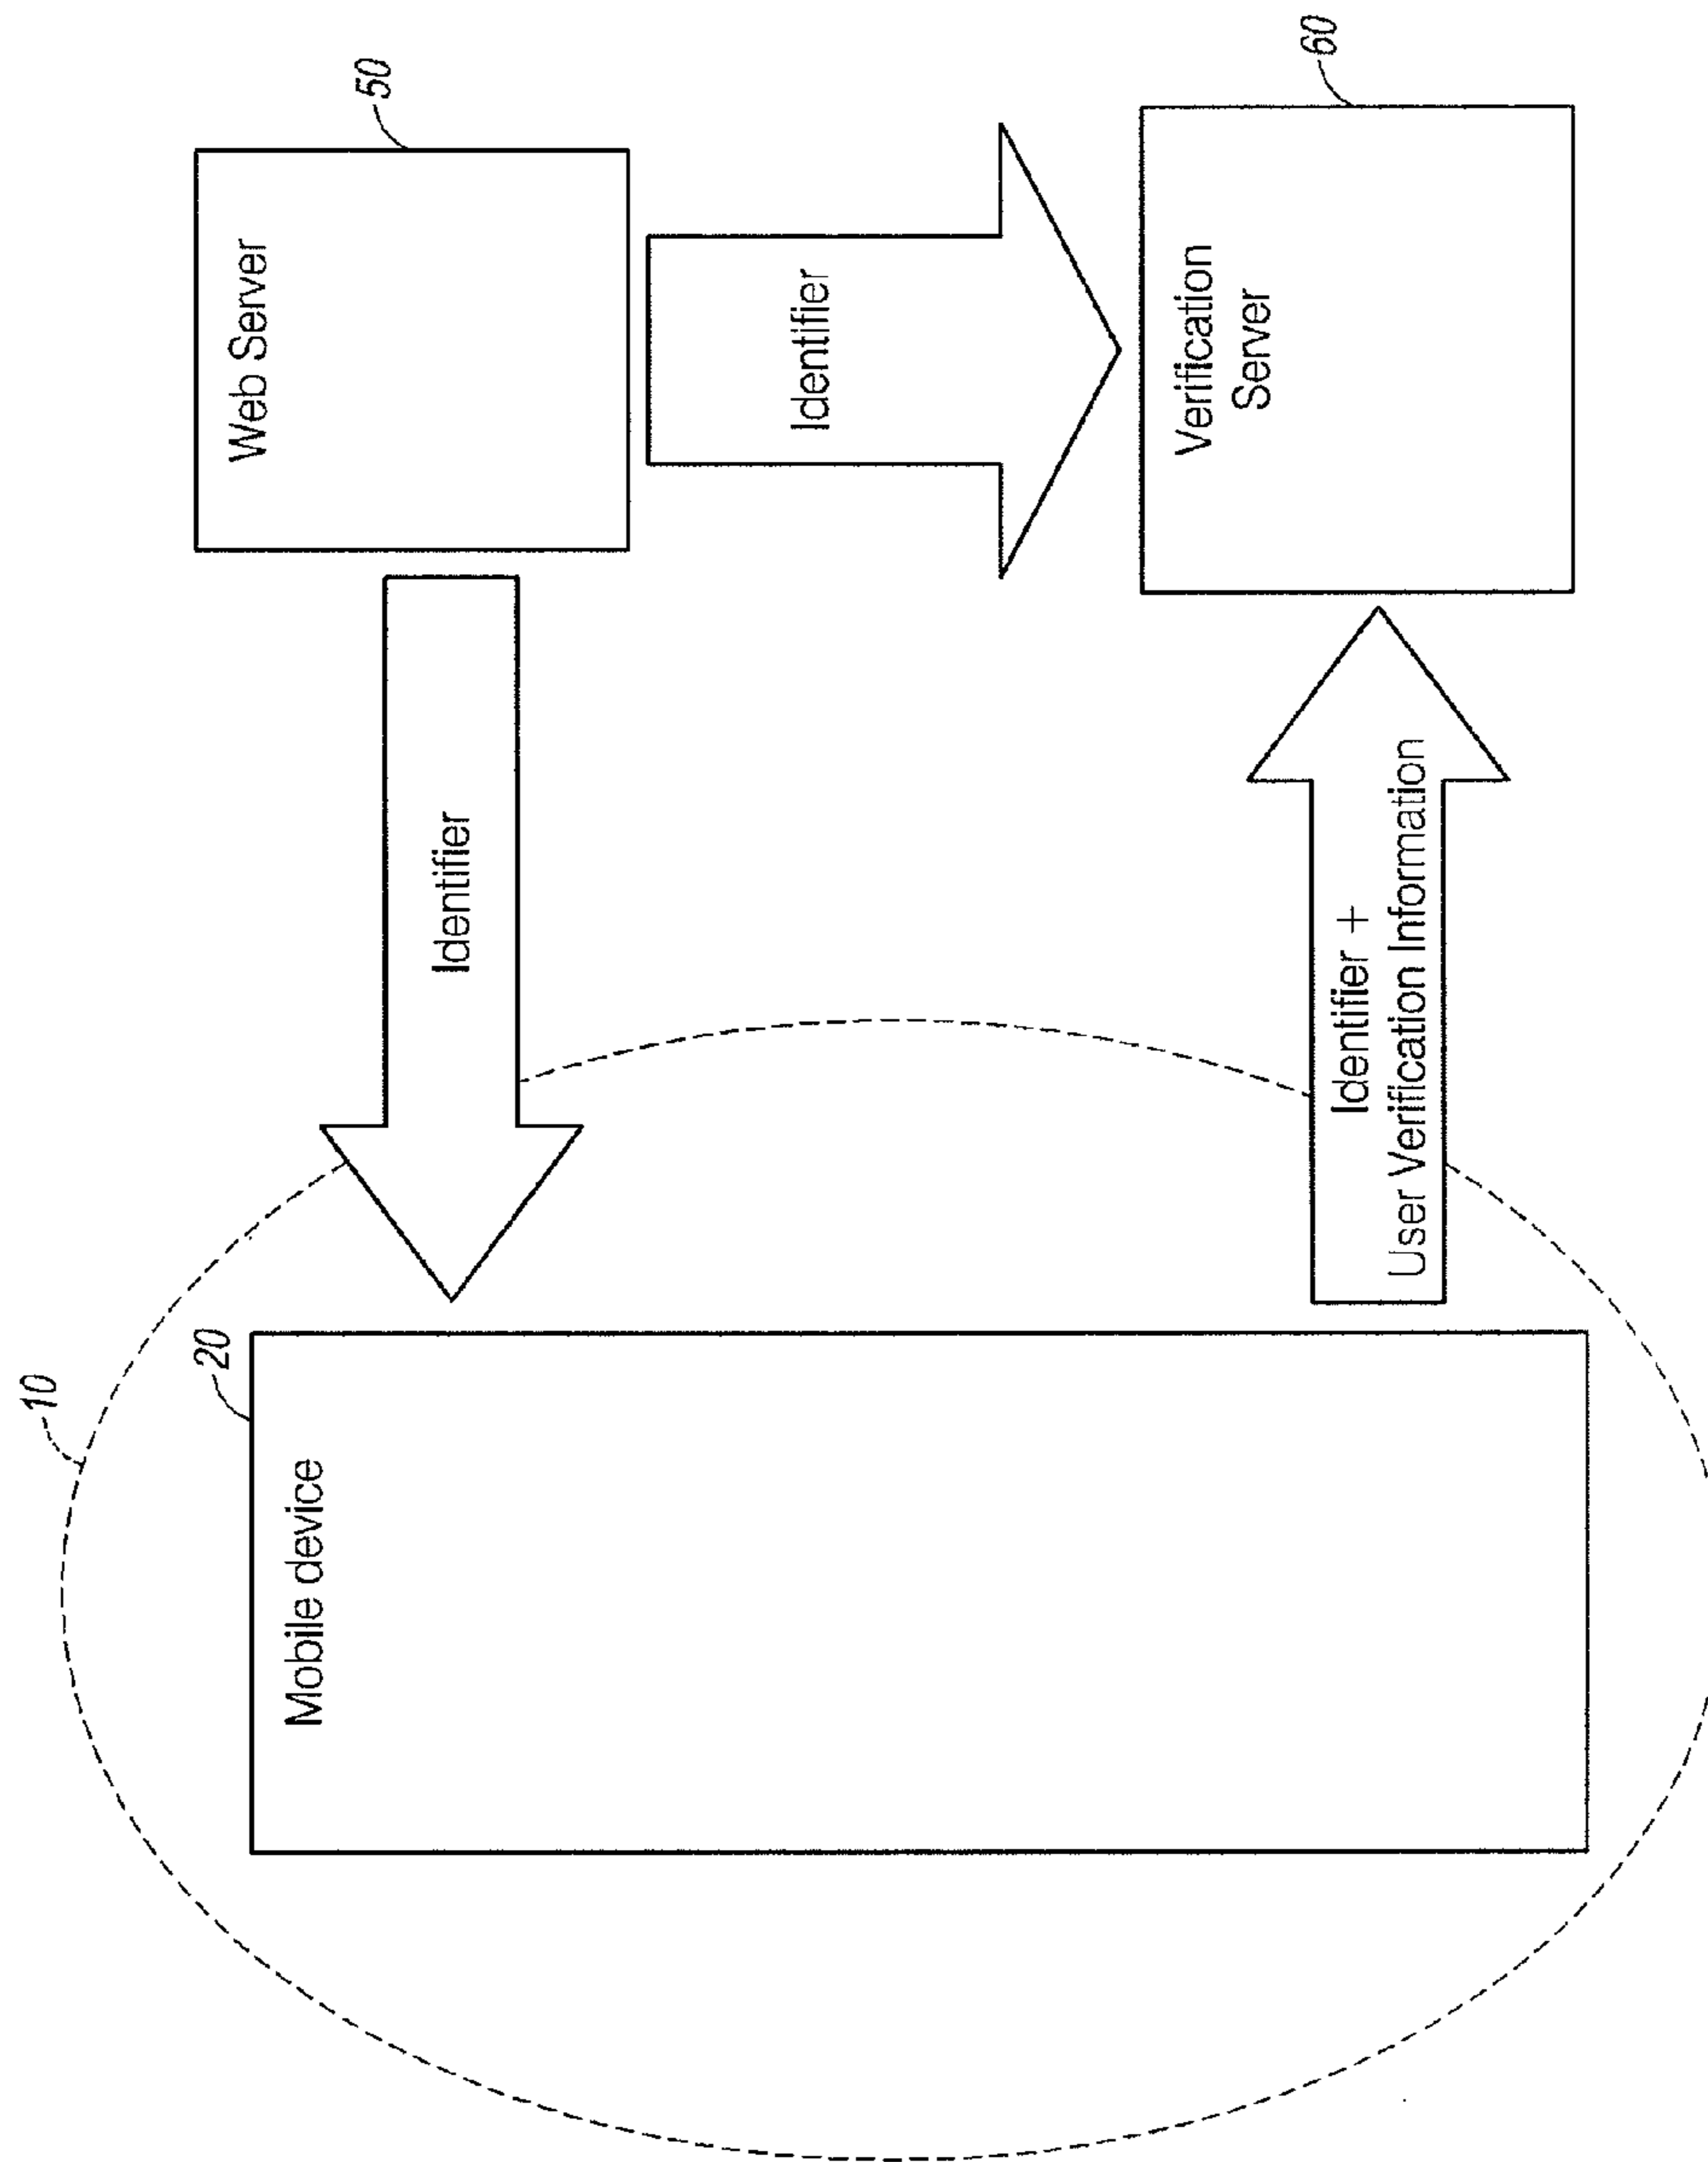 10
20
Mobile device
Identifier
50
Web Server
Identifier
Identifier +
User Verification Information
60
Verification
Server